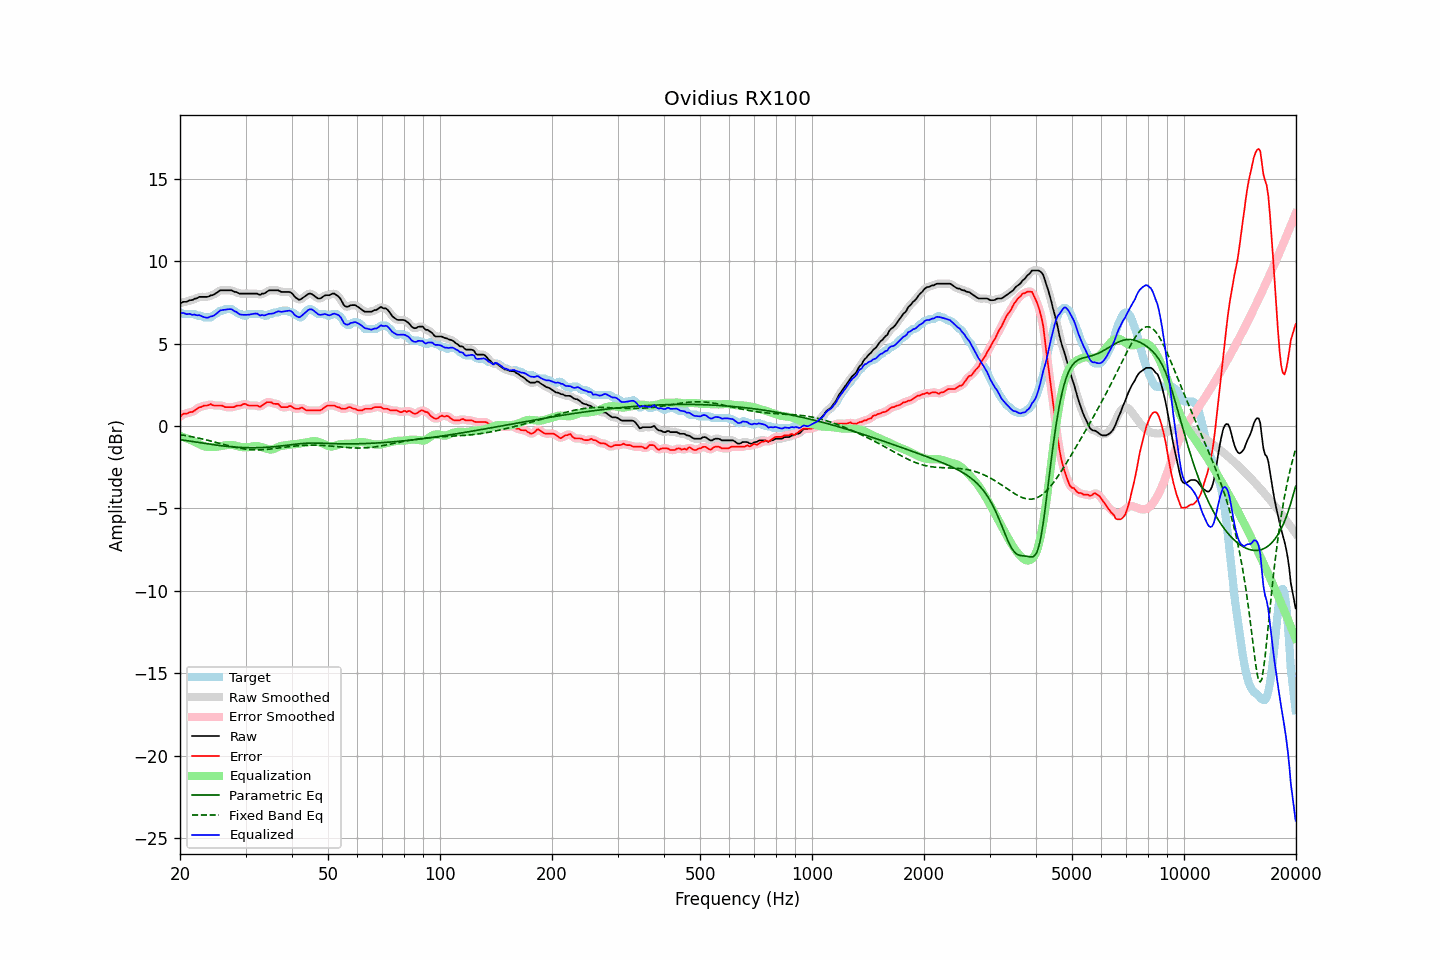 Ovidius RX100
Amplitude (dBr)
15
10
5
0
−5
−10
−15
−20
−25
Target
Raw Smoothed
Error Smoothed
Raw
Error
Equalization
Parametric Eq
Fixed Band Eq
Equalized
20 50 100 200 500 1000 2000 5000 10000 20000
Frequency (Hz)